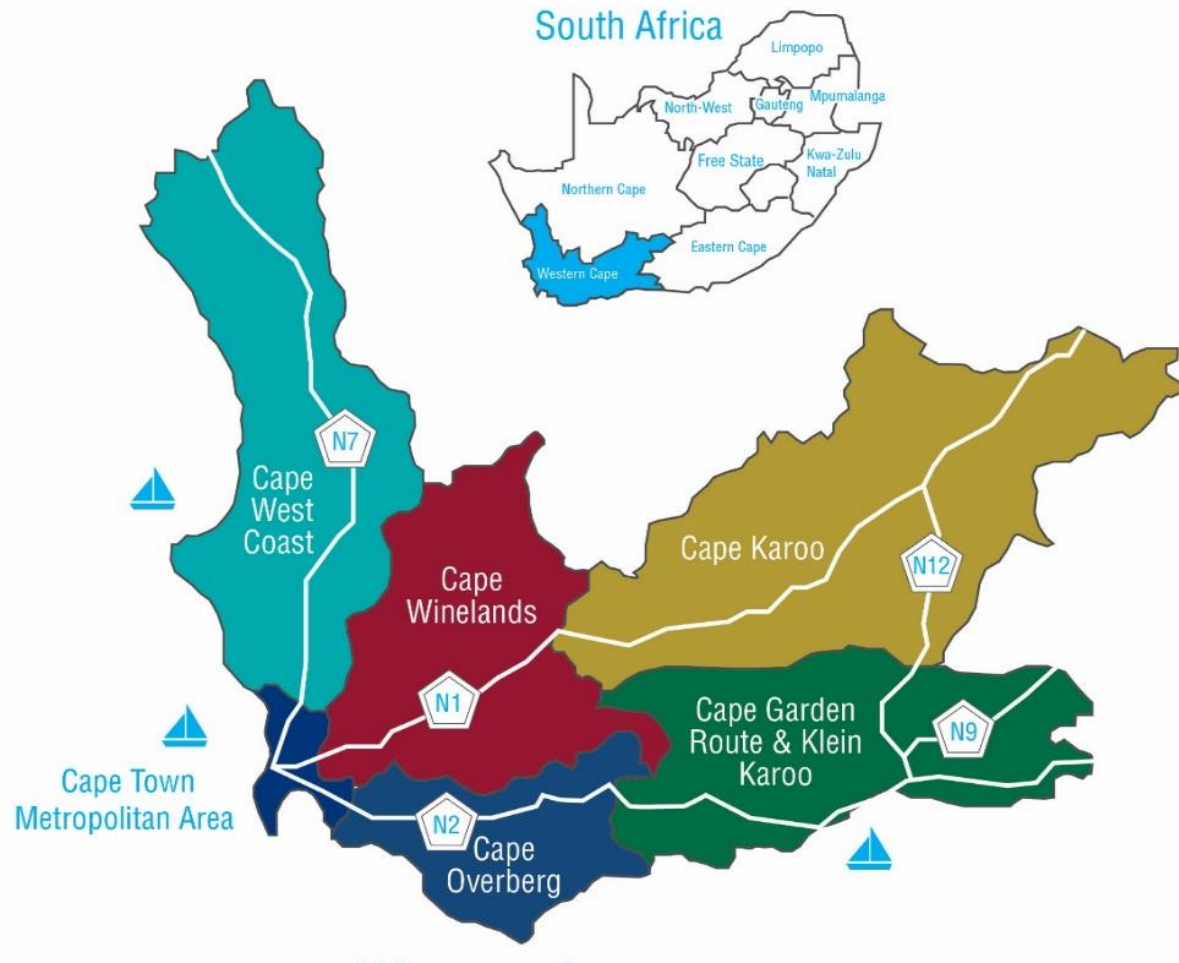 South Africa
Limpopo
North-West
Gauteng
Mpumalanga
Free State
Kwa-Zulu
Natal
Northern Cape
Eastern Cape
Western Cape
N7
Cape
West
Coast
Cape Karoo
N12
Cape
Winelands
N1
Cape Garden
Route & Klein
Karoo
N9
Cape Town
Metropolitan Area
N2
Cape
Overberg